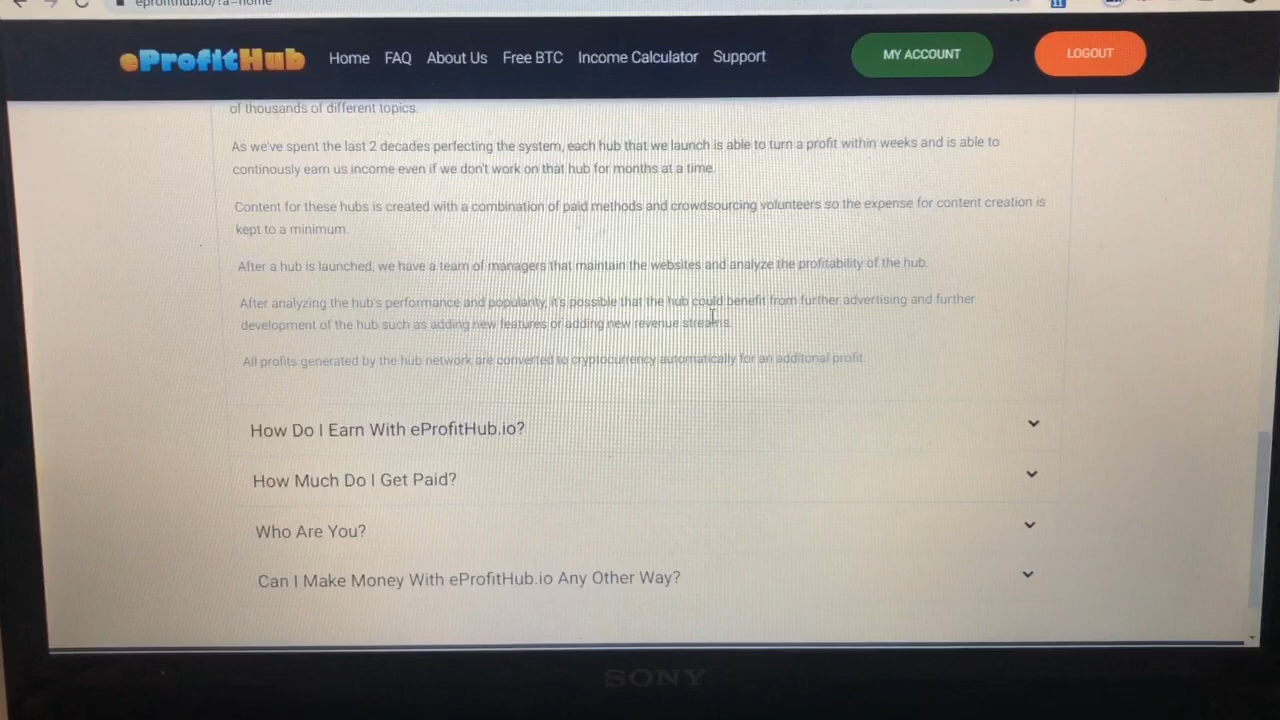 eProfitHub
Home FAQ About Us Free BTC Income Calculator Support
MY ACCOUNT
LOGOUT
of thousands of different topics.
As we've spent the last 2 decades perfecting the system, each hub that we launch is able to turn a profit within weeks and is able to
continously earn us income even if we don't work on that hub for months at a time.
Content for these hubs is created with a combination of paid methods and crowdsourcing volunteers so the expense for content creation is
kept to a minimum.
After a hub is launched, we have a team of managers that maintain the websites and analyze the profitability of the hub.
After analyzing the hub's performance and popularity, it's possible that the hub could benefit from further advertising and further
development of the hub such as adding new features or adding new revenue streams.
All profits generated by the hub network are converted to cryptocurrency automatically for an additonal profit.
How Do I Earn With eProfitHub.io?
How Much Do I Get Paid?
Who Are You?
Can I Make Money With eProfitHub.io Any Other Way?
SONY